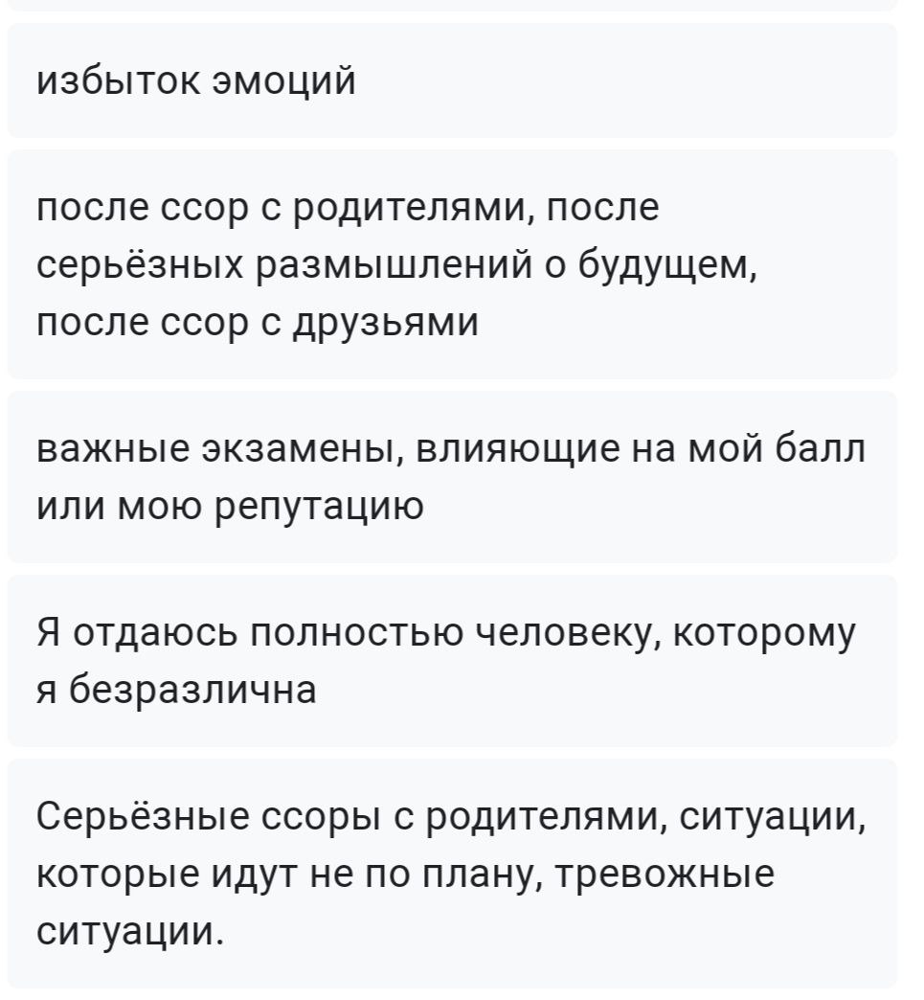 избыток эмоций
после ссор с родителями, после
серьёзных размышлений о будущем,
после ссор с друзьями
важные экзамены, влияющие на мой балл
или мою репутацию
Я отдаюсь полностью человеку, которому
я безразлична
Серьёзные ссоры с родителями, ситуации,
которые идут не по плану, тревожные
ситуации.